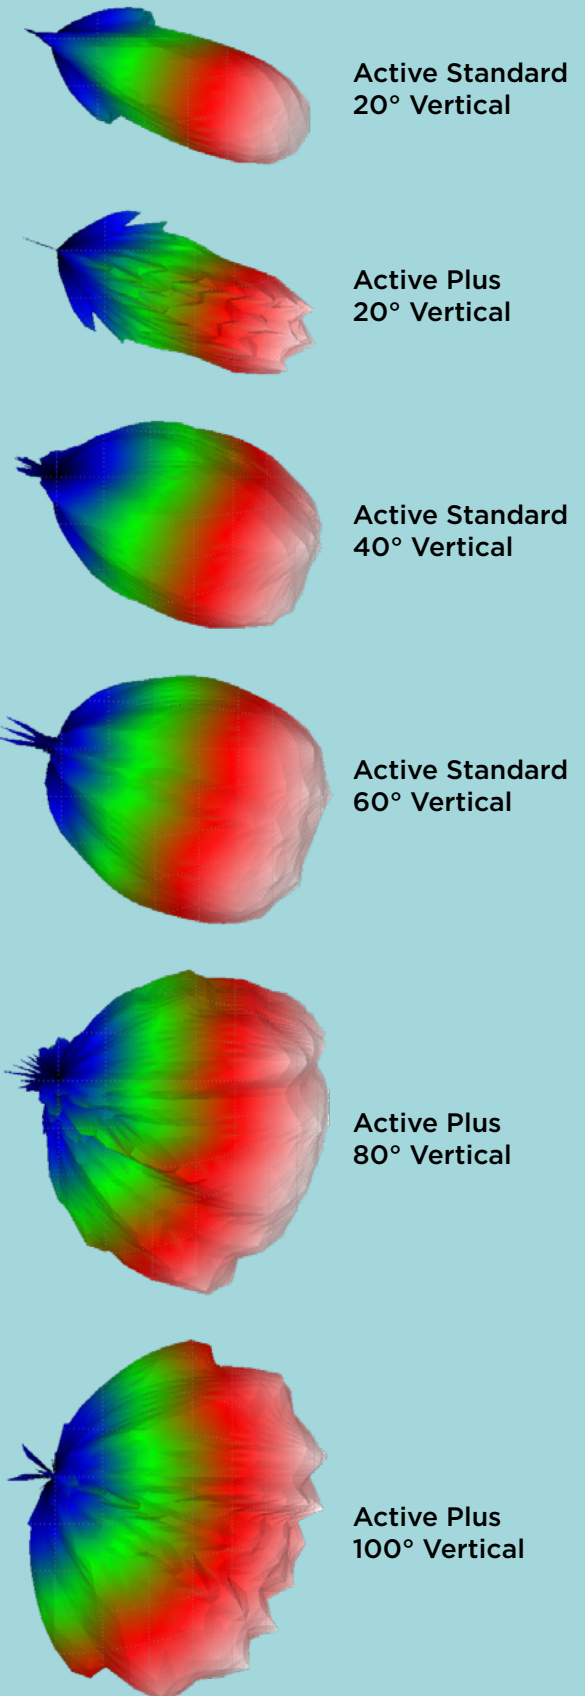 Active Standard
20° Vertical
Active Plus
20° Vertical
Active Standard
40° Vertical
Active Standard
60° Vertical
Active Plus
80° Vertical
Active Plus
100° Vertical